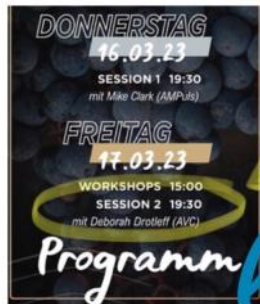 DONNERSTAG
16.03.23
SESSION 1 19:30
mit Mike Clark (AMPuls)
FREITAG
17.03.23
WORKSHOPS 15:00
SESSION 2 19:30
mit Deborah Drotleff (AVC)
Programm